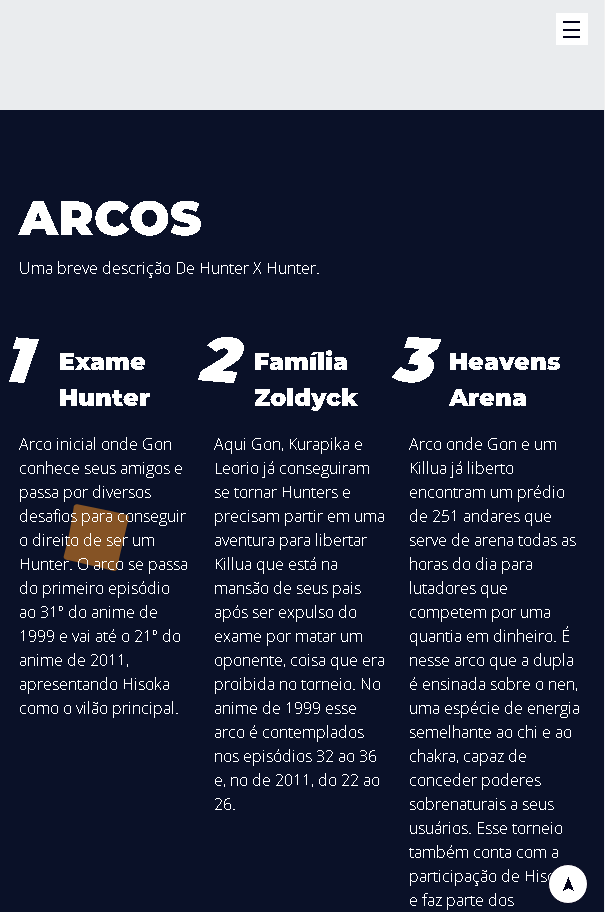 ARCOS
Uma breve descrição De Hunter X Hunter.
1 Exame
Hunter
Arco inicial onde Gon
conhece seus amigos e
passa por diversos
desafios para conseguir
o direito de ser um
Hunter. O arco se passa
do primeiro episódio
ao 31° do anime de
1999 e vai até o 21° do
anime de 2011,
apresentando Hisoka
como o vilão principal.
2 Família
Zoldyck
Aqui Gon, Kurapika e
Leorio já conseguiram
se tornar Hunters e
precisam partir em uma
aventura para libertar
Killua que está na
mansão de seus pais
após ser expulso do
exame por matar um
oponente, coisa que era
proibida no torneio. No
anime de 1999 esse
arco é contemplados
nos episódios 32 ao 36
e, no de 2011, do 22 ao
26.
3 Heavens
Arena
Arco onde Gon e um
Killua já liberto
encontram um prédio
de 251 andares que
serve de arena todas as
horas do dia para
lutadores que
competem por uma
quantia em dinheiro. É
nesse arco que a dupla
é ensinada sobre o nen,
uma espécie de energia
semelhante ao chi e ao
chakra, capaz de
conceder poderes
sobrenaturais a seus
usuários. Esse torneio
também conta com a
participação de
e faz parte dos